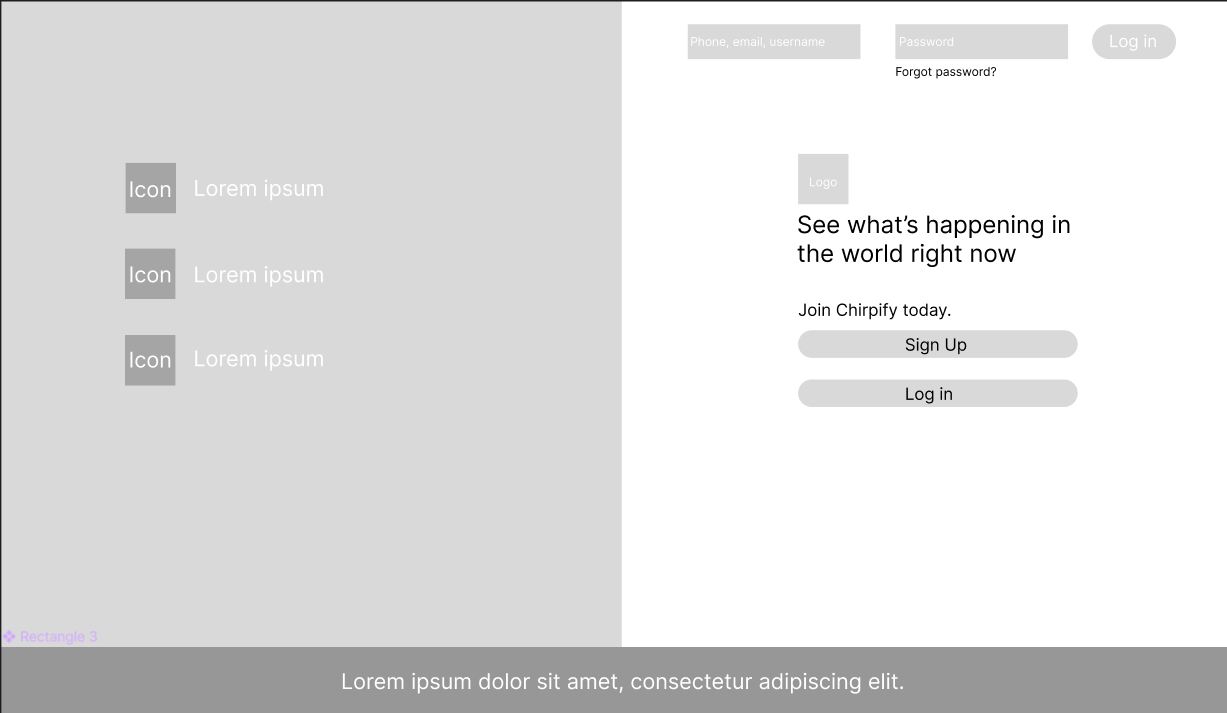 Phone, email, username
Password
Log in
Forgot password?
Icon
Lorem ipsum
Icon
Lorem ipsum
Icon
Lorem ipsum
Logo
See what’s happening in
the world right now
Join Chirpify today.
Sign Up
Log in
Rectangle 3
Lorem ipsum dolor sit amet, consectetur adipiscing elit.